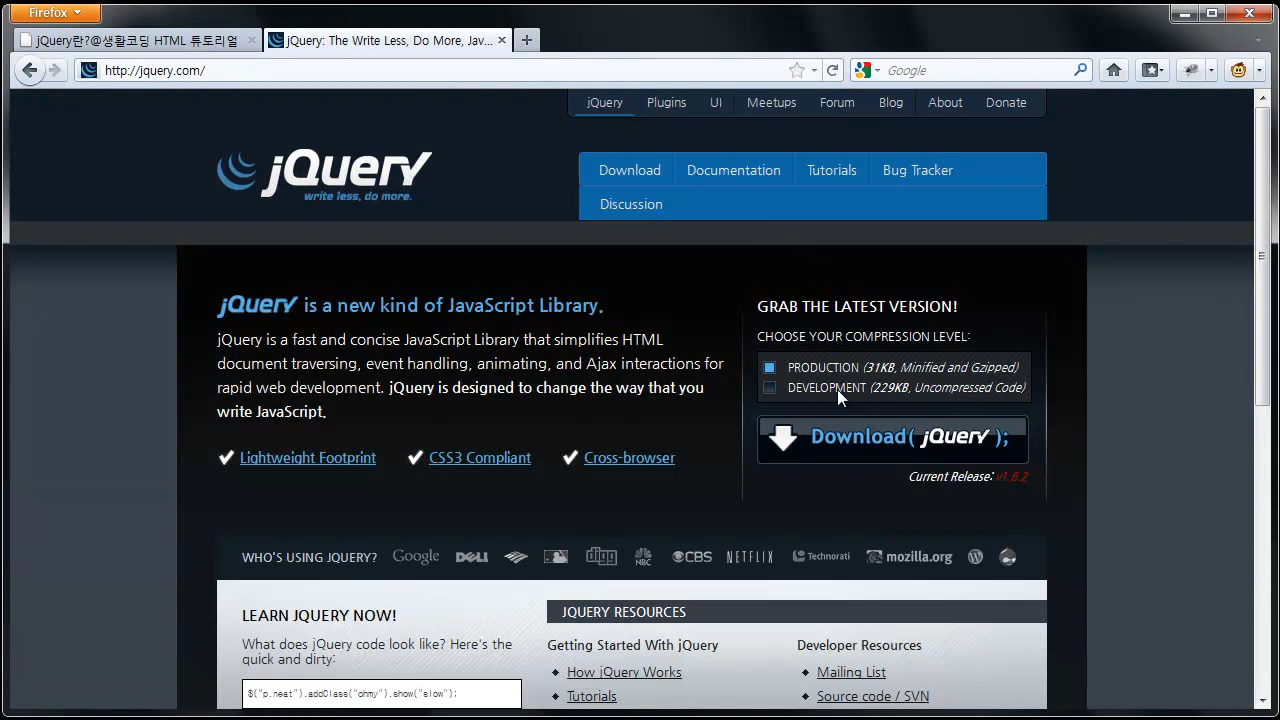 Firefox
jQuery란?@생활코딩 HTML 튜토리얼
jQuery: The Write Less, Do More, Jav...
http://jquery.com/
Google
jQuery Plugins UI Meetups Forum Blog About Donate
jQuery
write less, do more.
Download Documentation Tutorials Bug Tracker
Discussion
jQuery is a new kind of JavaScript Library.
jQuery is a fast and concise JavaScript Library that simplifies HTML
document traversing, event handling, animating, and Ajax interactions for
rapid web development. jQuery is designed to change the way that you
write JavaScript.
Lightweight Footprint CSS3 Compliant Cross-browser
GRAB THE LATEST VERSION!
CHOOSE YOUR COMPRESSION LEVEL:
PRODUCTION (31KB, Minified and Gzipped)
DEVELOPMENT (229KB, Uncompressed Code)
Download( jQuery );
Current Release: v1.6.2
WHO'S USING JQUERY? Google DELL digg NBC CBS NETFLIX Technorati mozilla.org
LEARN JQUERY NOW!
What does jQuery code look like? Here's the
quick and dirty:
$("p.neat").addClass("ohmy").show("slow");
JQUERY RESOURCES
Getting Started With jQuery
How jQuery Works
Tutorials
Developer Resources
Mailing List
Source code / SVN